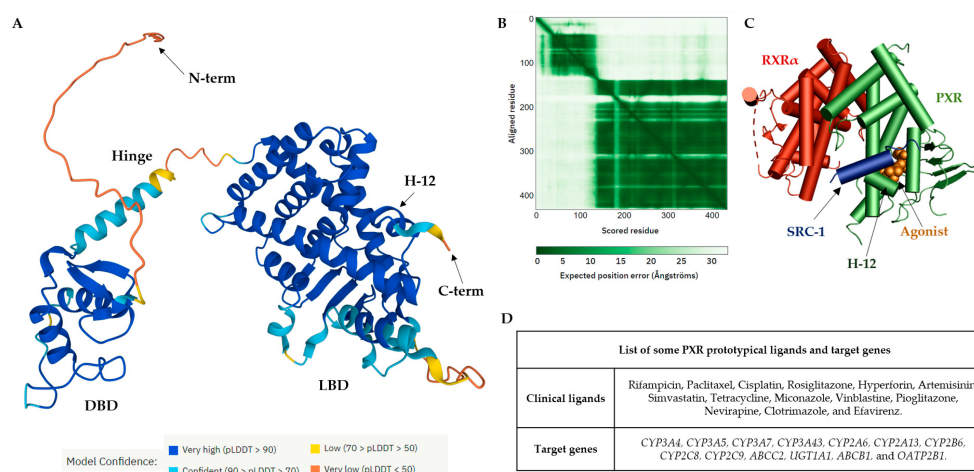 A
N-term
Hinge
H-12
C-term
LBD
DBD
Model Confidence:
Very high (pLDDT > 90)
Low (70 > pLDDT > 50)
Confident (90 > pLDDT > 70)
Very low (pLDDT < 50)
B
0
100
200
300
400
Aligned residue
0
100
200
300
400
Scored residue
0
5
10
15
20
25
30
Expected position error (Ångströms)
C
RXRα
PXR
SRC-1
Agonist
H-12
D
List of some PXR prototypical ligands and target genes
Clinical ligands
Rifampicin, Paclitaxel, Cisplatin, Rosiglitazone, Hyperforin, Artemisinin
Simvastatin, Tetracycline, Miconazole, Vinblastine, Pioglitazone,
Nevirapine, Clotrimazole, and Efavirenz.
Target genes
CYP3A4, CYP3A5, CYP3A7, CYP3A43, CYP2A6, CYP2A13, CYP2B6,
CYP2C8, CYP2C9, ABCC2, UGT1A1, ABCB1, and OATP2B1.